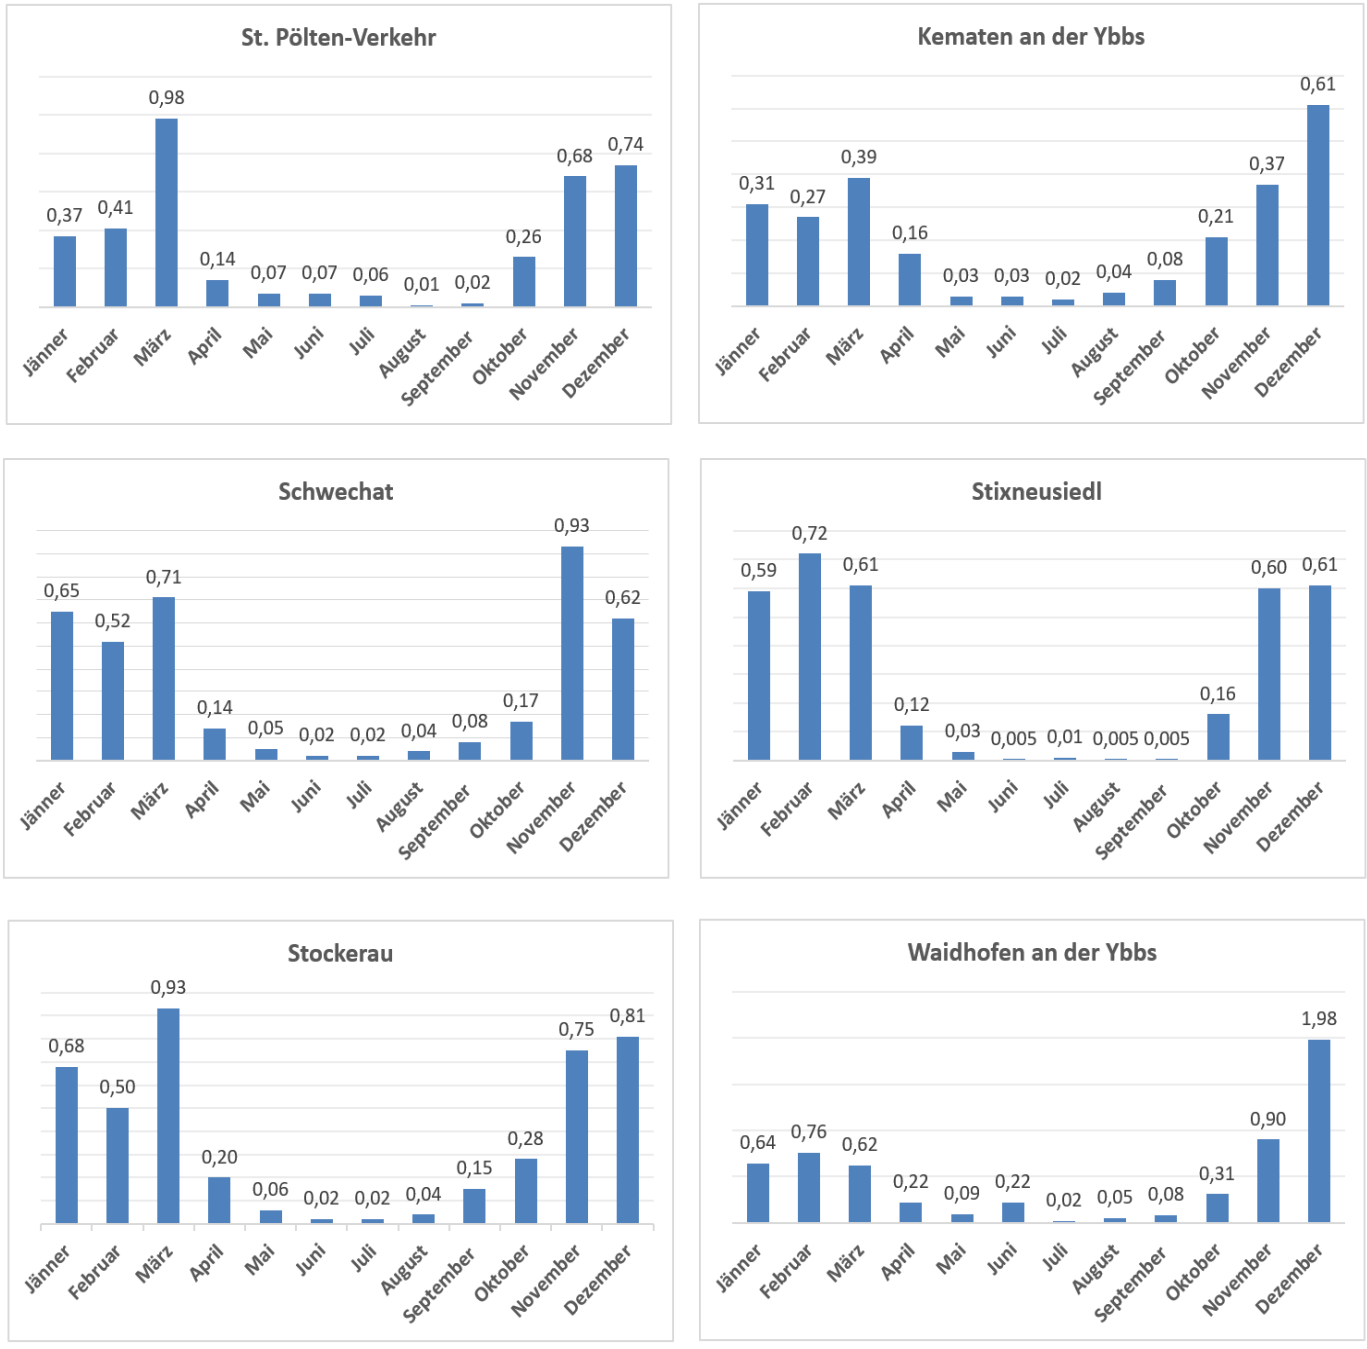 St. Pölten-Verkehr
0,37 0,41 0,98 0,14 0,07 0,07 0,06 0,01 0,02 0,26 0,68 0,74
Jänner Februar März April Mai Juni Juli August September Oktober November Dezember
Kematen an der Ybbs
0,31 0,27 0,39 0,16 0,03 0,03 0,02 0,04 0,08 0,21 0,37 0,61
Jänner Februar März April Mai Juni Juli August September Oktober November Dezember
Schwechat
0,65 0,52 0,71 0,14 0,05 0,02 0,02 0,04 0,08 0,17 0,93 0,62
Jänner Februar März April Mai Juni Juli August September Oktober November Dezember
Stixneusiedl
0,59 0,72 0,61 0,12 0,03 0,005 0,01 0,005 0,005 0,16 0,60 0,61
Jänner Februar März April Mai Juni Juli August September Oktober November Dezember
Stockerau
0,68 0,50 0,93 0,20 0,06 0,02 0,02 0,04 0,15 0,28 0,75 0,81
Jänner Februar März April Mai Juni Juli August September Oktober November Dezember
Waidhofen an der Ybbs
0,64 0,76 0,62 0,22 0,09 0,22 0,02 0,05 0,08 0,31 0,90 1,98
Jänner Februar März April Mai Juni Juli August September Oktober November Dezember